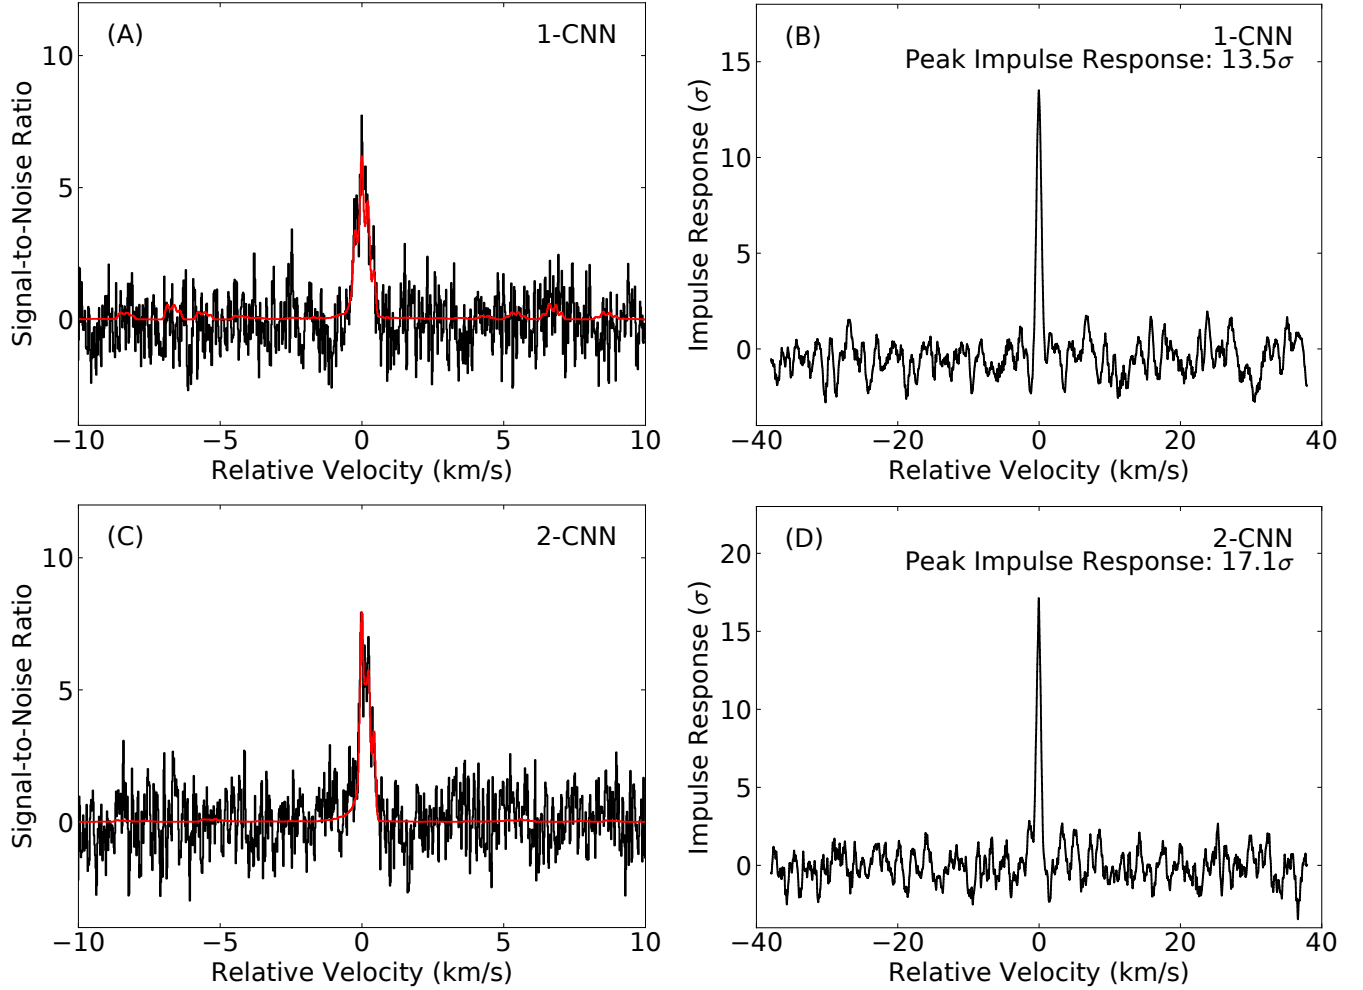 (A)
1-CNN
10
5
0
Signal-to-Noise Ratio
−10
−5
0
5
10
Relative Velocity (km/s)
(B)
1-CNN
Peak Impulse Response: 13.5σ
15
10
5
0
Impulse Response (σ)
−40
−20
0
20
40
Relative Velocity (km/s)
(C)
2-CNN
10
5
0
Signal-to-Noise Ratio
−10
−5
0
5
10
Relative Velocity (km/s)
(D)
2-CNN
Peak Impulse Response: 17.1σ
20
15
10
5
0
Impulse Response (σ)
−40
−20
0
20
40
Relative Velocity (km/s)